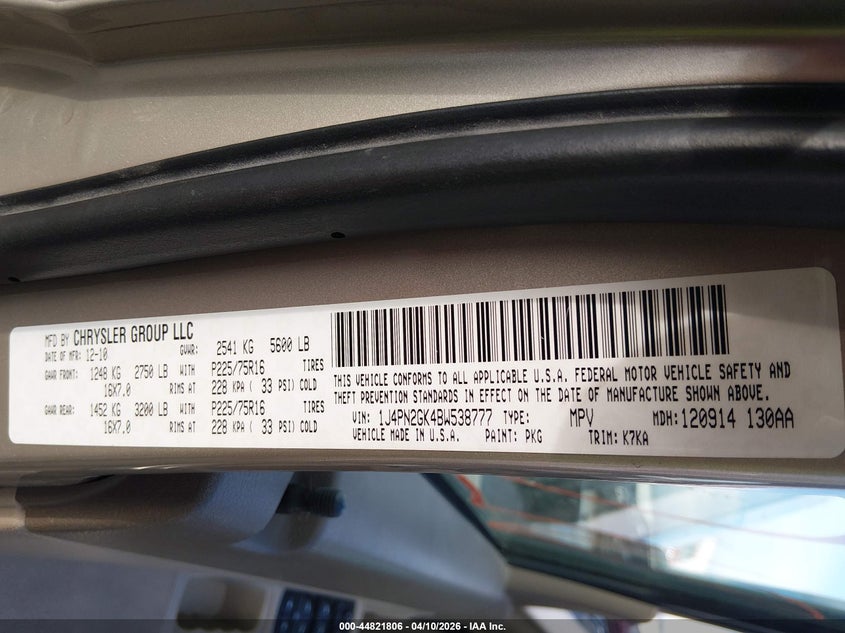 MFD BY CHRYSLER GROUP LLC
DATE OF MFR: 12-10 GVWR: 2541 KG 5600 LB
GAWR FRONT: 1248 KG 2750 LB WITH P225/75R16 TIRES
16X7.0 RIMS AT 228 KPA ( 33 PSI) COLD
GAWR REAR: 1452 KG 3200 LB WITH P225/75R16 TIRES
16X7.0 RIMS AT 228 KPA ( 33 PSI) COLD
THIS VEHICLE CONFORMS TO ALL APPLICABLE U.S.A. FEDERAL MOTOR VEHICLE SAFETY AND
THEFT PREVENTION STANDARDS IN EFFECT ON THE DATE OF MANUFACTURE SHOWN ABOVE.
VIN: 1J4PN2GK4BW538777 TYPE: MPV MDH: 120914 130AA
VEHICLE MADE IN U.S.A. PAINT: PKG TRIM: K7KA
000-44821806 - 04/10/2026 - IAA Inc.